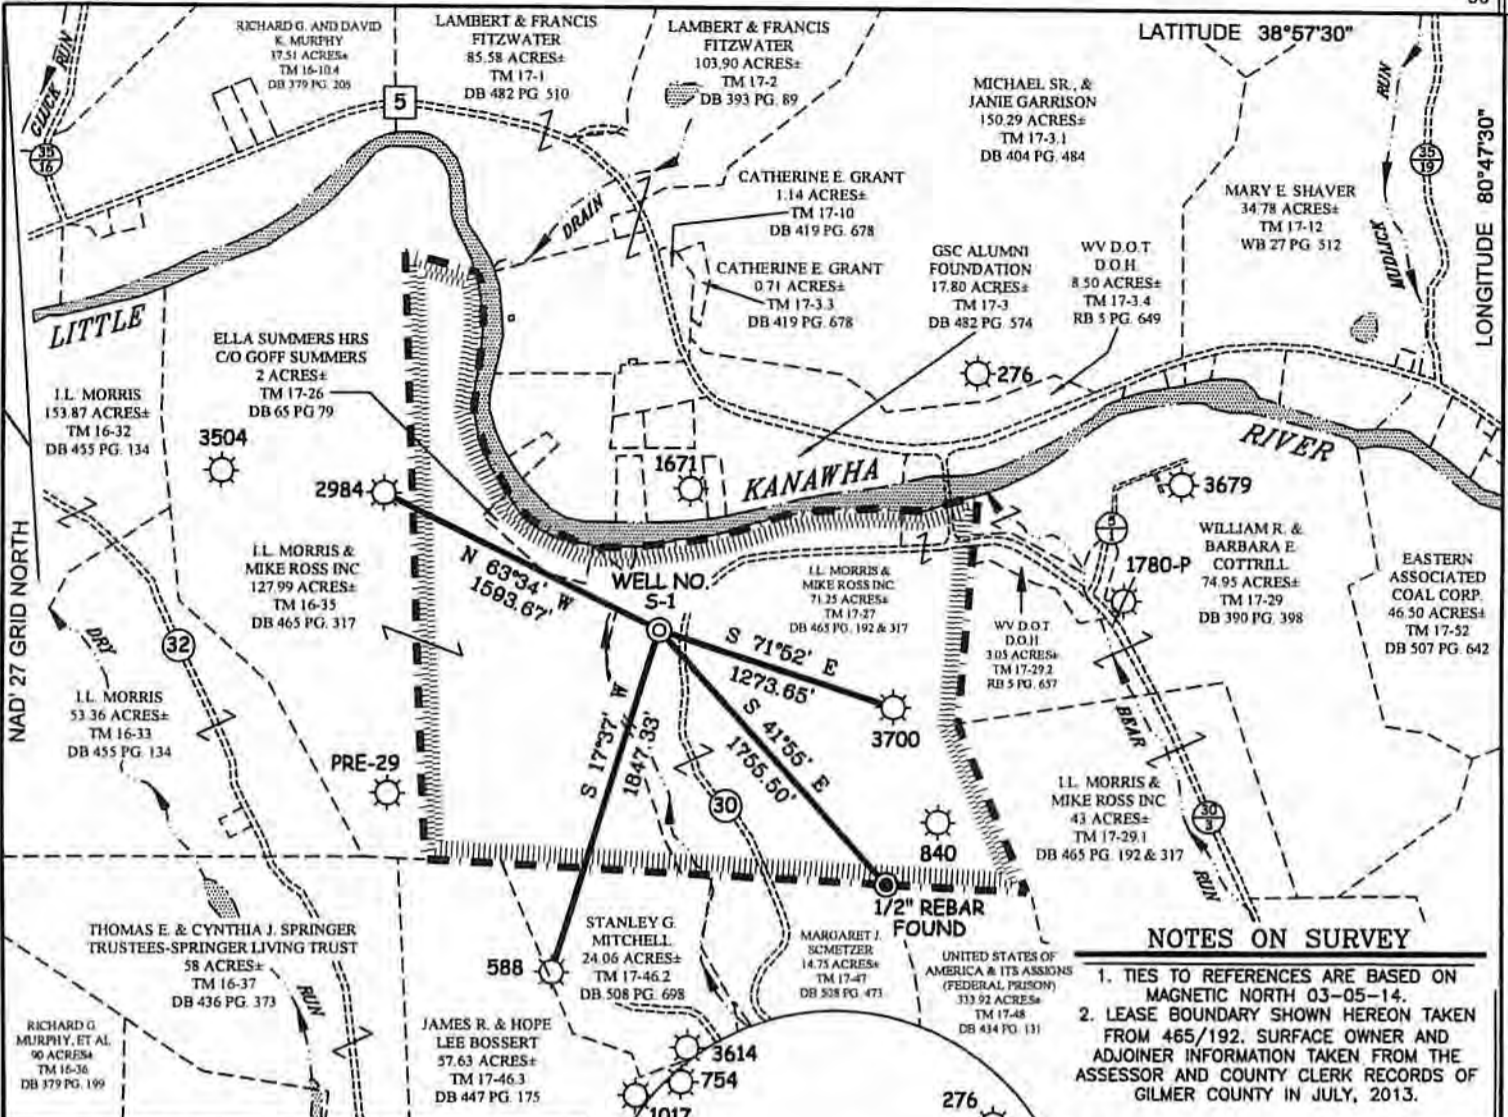 LATITUDE 38°57'30"
LONGITUDE 80°47'30"
NAD' 27 GRID NORTH
RICHARD G. AND DAVID
K. MURPHY
37.51 ACRES±
TM 16-10.4
DB 379 PG. 205
LAMBERT & FRANCIS
FITZWATER
85.58 ACRES±
TM 17-1
DB 482 PG. 510
LAMBERT & FRANCIS
FITZWATER
103.90 ACRES±
TM 17-2
DB 393 PG. 89
MICHAEL SR., &
JANIE GARRISON
150.29 ACRES±
TM 17-3.1
DB 404 PG. 484
CLUCK RUN
35
16
5
DRAIN
CATHERINE E. GRANT
1.14 ACRES±
TM 17-10
DB 419 PG. 678
CATHERINE E. GRANT
0.71 ACRES±
TM 17-3.3
DB 419 PG. 678
GSC ALUMNI
FOUNDATION
17.80 ACRES±
TM 17-3
DB 482 PG. 574
WV D.O.T.
D.O.H.
8.50 ACRES±
TM 17-3.4
RB 5 PG. 649
MARY E. SHAVER
34.78 ACRES±
TM 17-12
WB 27 PG. 512
RUN
35
19
MUDLICK
LITTLE
KANAWHA
RIVER
ELLA SUMMERS HRS
C/O GOFF SUMMERS
2 ACRES±
TM 17-26
DB 65 PG 79
I.L. MORRIS
153.87 ACRES±
TM 16-32
DB 455 PG. 134
3504
2984
276
1671
3679
5
1
1780-P
I.L. MORRIS &
MIKE ROSS INC
127.99 ACRES±
TM 16-35
DB 465 PG. 317
N 63°34' W
1593.67'
WELL NO.
S-1
I.L. MORRIS &
MIKE ROSS INC.
71.25 ACRES±
TM 17-27
DB 465 PG. 192 & 317
WILLIAM R. &
BARBARA E.
COTTRILL
74.95 ACRES±
TM 17-29
DB 390 PG. 398
EASTERN
ASSOCIATED
COAL CORP.
46.50 ACRES±
TM 17-52
DB 507 PG. 642
WV D.O.T.
D.O.H.
3.03 ACRES±
TM 17-29.2
RB 5 PG. 657
S 71°52' E
1273.65'
3700
S 41°55' E
1755.50'
S 17°37' W
1847.33'
DRY
32
I.L. MORRIS
53.36 ACRES±
TM 16-33
DB 455 PG. 134
PRE-29
30
840
BEAR
RUN
30
3
I.L. MORRIS &
MIKE ROSS INC.
43 ACRES±
TM 17-29.1
DB 465 PG. 192 & 317
1/2" REBAR
FOUND
THOMAS E. & CYNTHIA J. SPRINGER
TRUSTEES-SPRINGER LIVING TRUST
58 ACRES±
TM 16-37
DB 436 PG. 373
RUN
588
STANLEY G.
MITCHELL
24.06 ACRES±
TM 17-46.2
DB 508 PG. 698
MARGARET J.
SCMETZER
14.75 ACRES±
TM 17-47
DB 508 PG. 473
UNITED STATES OF
AMERICA & ITS ASSIGNS
(FEDERAL PRISON)
313.92 ACRES±
TM 17-48
DB 434 PG. 131
RICHARD G.
MURPHY, ET AL
90 ACRES±
TM 16-36
DB 379 PG. 199
JAMES R. & HOPE
LEE BOSSERT
57.63 ACRES±
TM 17-46.3
DB 447 PG. 175
3614
754
1017
276
NOTES ON SURVEY
1. TIES TO REFERENCES ARE BASED ON
MAGNETIC NORTH 03-05-14.
2. LEASE BOUNDARY SHOWN HEREON TAKEN
FROM 465/192. SURFACE OWNER AND
ADJOINER INFORMATION TAKEN FROM THE
ASSESSOR AND COUNTY CLERK RECORDS OF
GILMER COUNTY IN JULY, 2013.